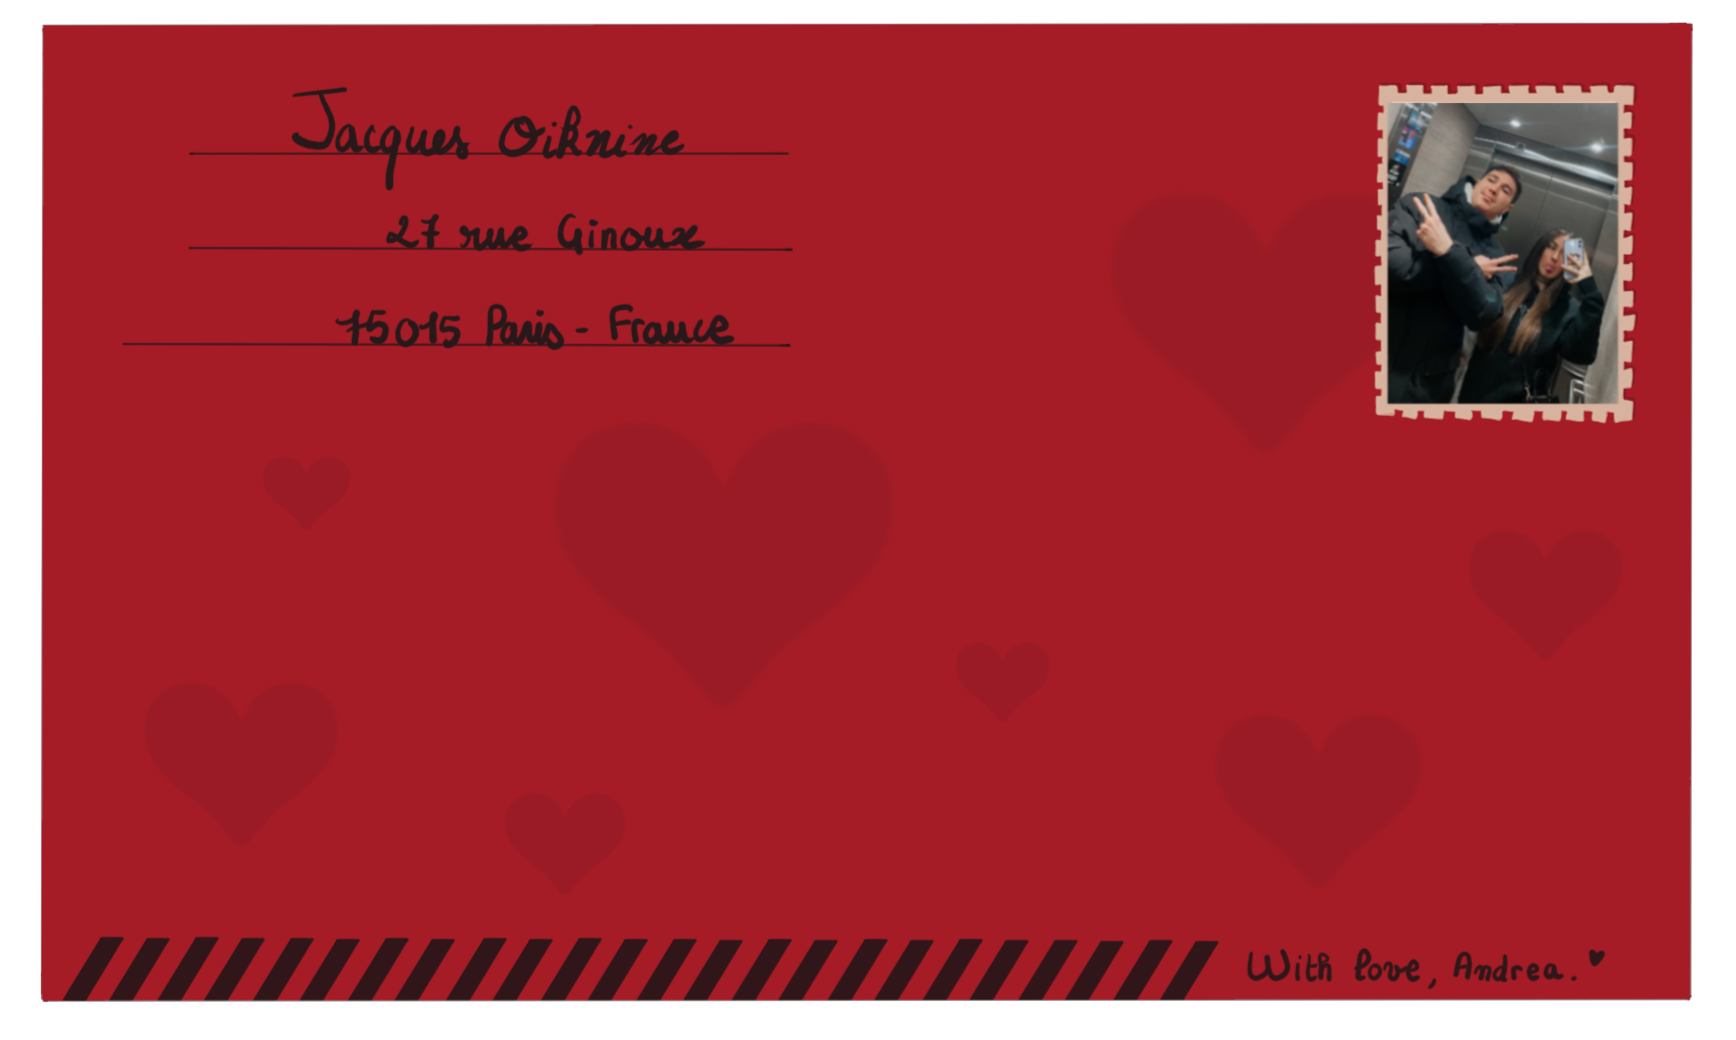 Jacques Oiknine
27 rue Ginoux
75015 Paris - France
With love, Andrea.